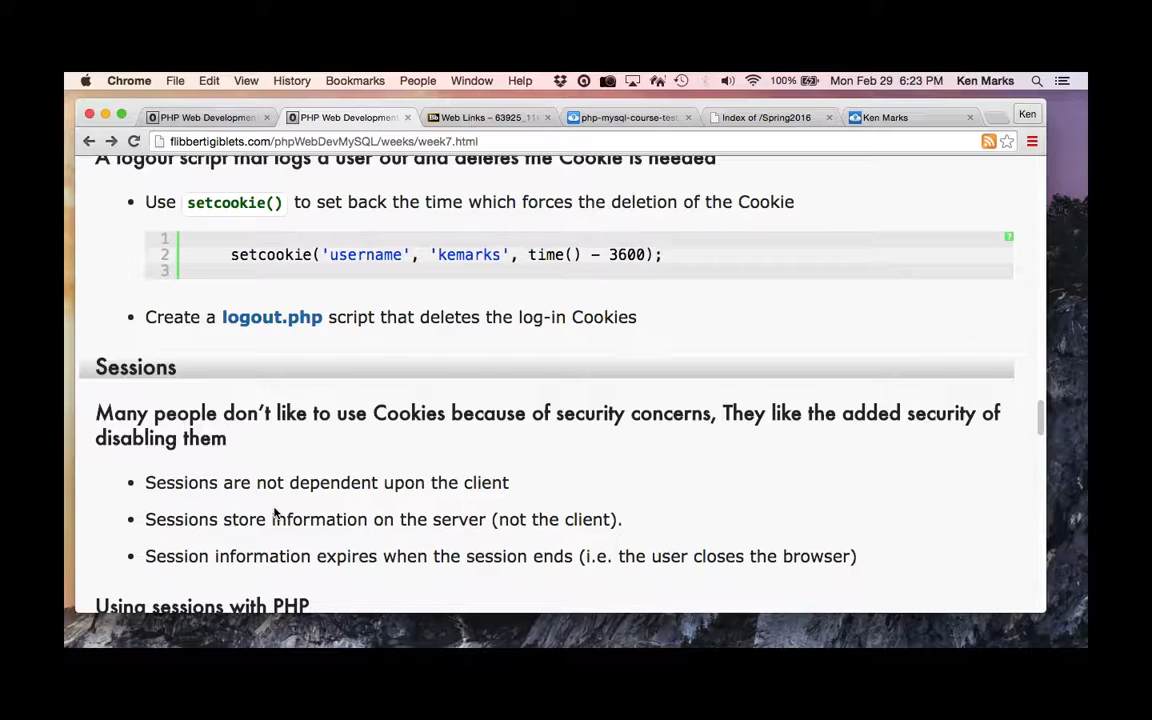 Chrome File Edit View History Bookmarks People Window Help 100% Mon Feb 29 6:23 PM Ken Marks
PHP Web Developmen × PHP Web Developmen × Bb Web Links – 63925_11 × php-mysql-course-test × Index of /Spring2016 × Ken Marks × Ken
flibbertigiblets.com/phpWebDevMySQL/weeks/week7.html
A logout script that logs a user out and deletes the Cookie is needed
• Use setcookie() to set back the time which forces the deletion of the Cookie
1
2 setcookie('username', 'kemarks', time() - 3600);
3
?
• Create a logout.php script that deletes the log-in Cookies
Sessions
Many people don't like to use Cookies because of security concerns, They like the added security of
disabling them
• Sessions are not dependent upon the client
• Sessions store information on the server (not the client).
• Session information expires when the session ends (i.e. the user closes the browser)
Using sessions with PHP